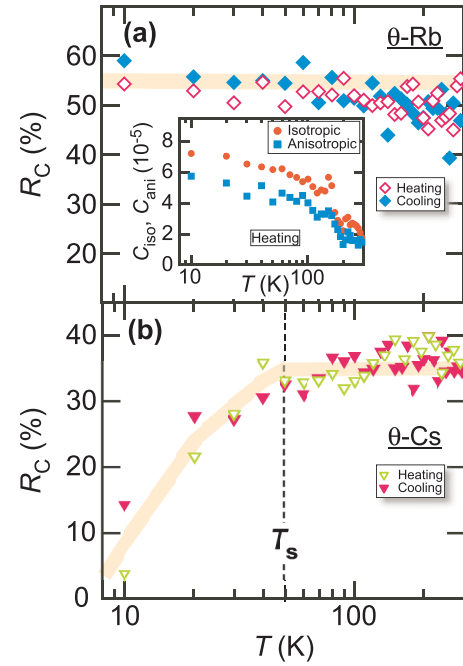 (a)
θ-Rb
60
50
40
30
20
R_C (%)
Heating
Cooling
Isotropic
Anisotropic
C_iso, C_ani (10^-5)
8
6
4
2
0
Heating
10
100
T (K)
(b)
40
30
20
10
0
R_C (%)
θ-Cs
Heating
Cooling
T_s
10
100
T (K)